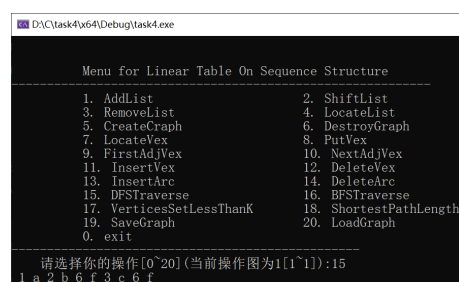 D:\C\task4\x64\Debug\task4.exe
Menu for Linear Table On Sequence Structure
-------------------------------------------------------
1. AddList 2. ShiftList
3. RemoveList 4. LocateList
5. CreateCraph 6. DestroyGraph
7. LocateVex 8. PutVex
9. FirstAdjVex 10. NextAdjVex
11. InsertVex 12. DeleteVex
13. InsertArc 14. DeleteArc
15. DFSTraverse 16. BFSTraverse
17. VerticesSetLessThanK 18. ShortestPathLength
19. SaveGraph 20. LoadGraph
0. exit
-------------------------------------------------------
请选择你的操作[0~20](当前操作图为1[1~1]):15
1 a 2 b 6 f 3 c 6 f